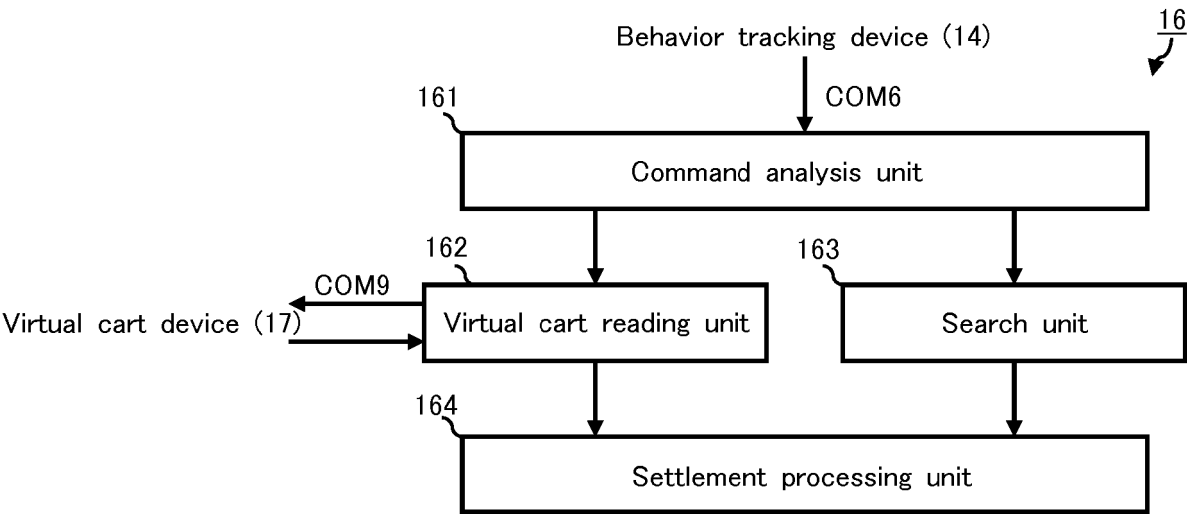 16
Behavior tracking device (14)
COM6
161
Command analysis unit
162
163
COM9
Virtual cart device (17)
Virtual cart reading unit
Search unit
164
Settlement processing unit